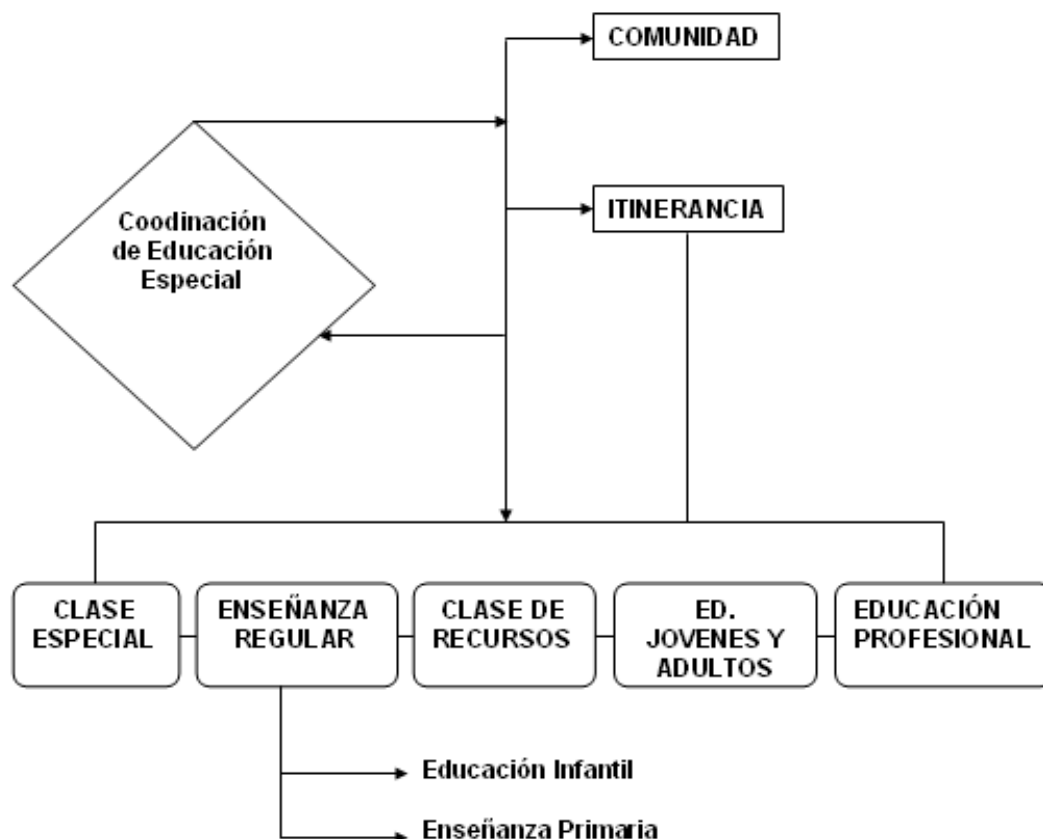 COMUNIDAD
Coodinación
de Educación
Especial
ITINERANCIA
CLASE
ESPECIAL
ENSEÑANZA
REGULAR
CLASE DE
RECURSOS
ED.
JOVENES Y
ADULTOS
EDUCACIÓN
PROFESIONAL
Educación Infantil
Enseñanza Primaria